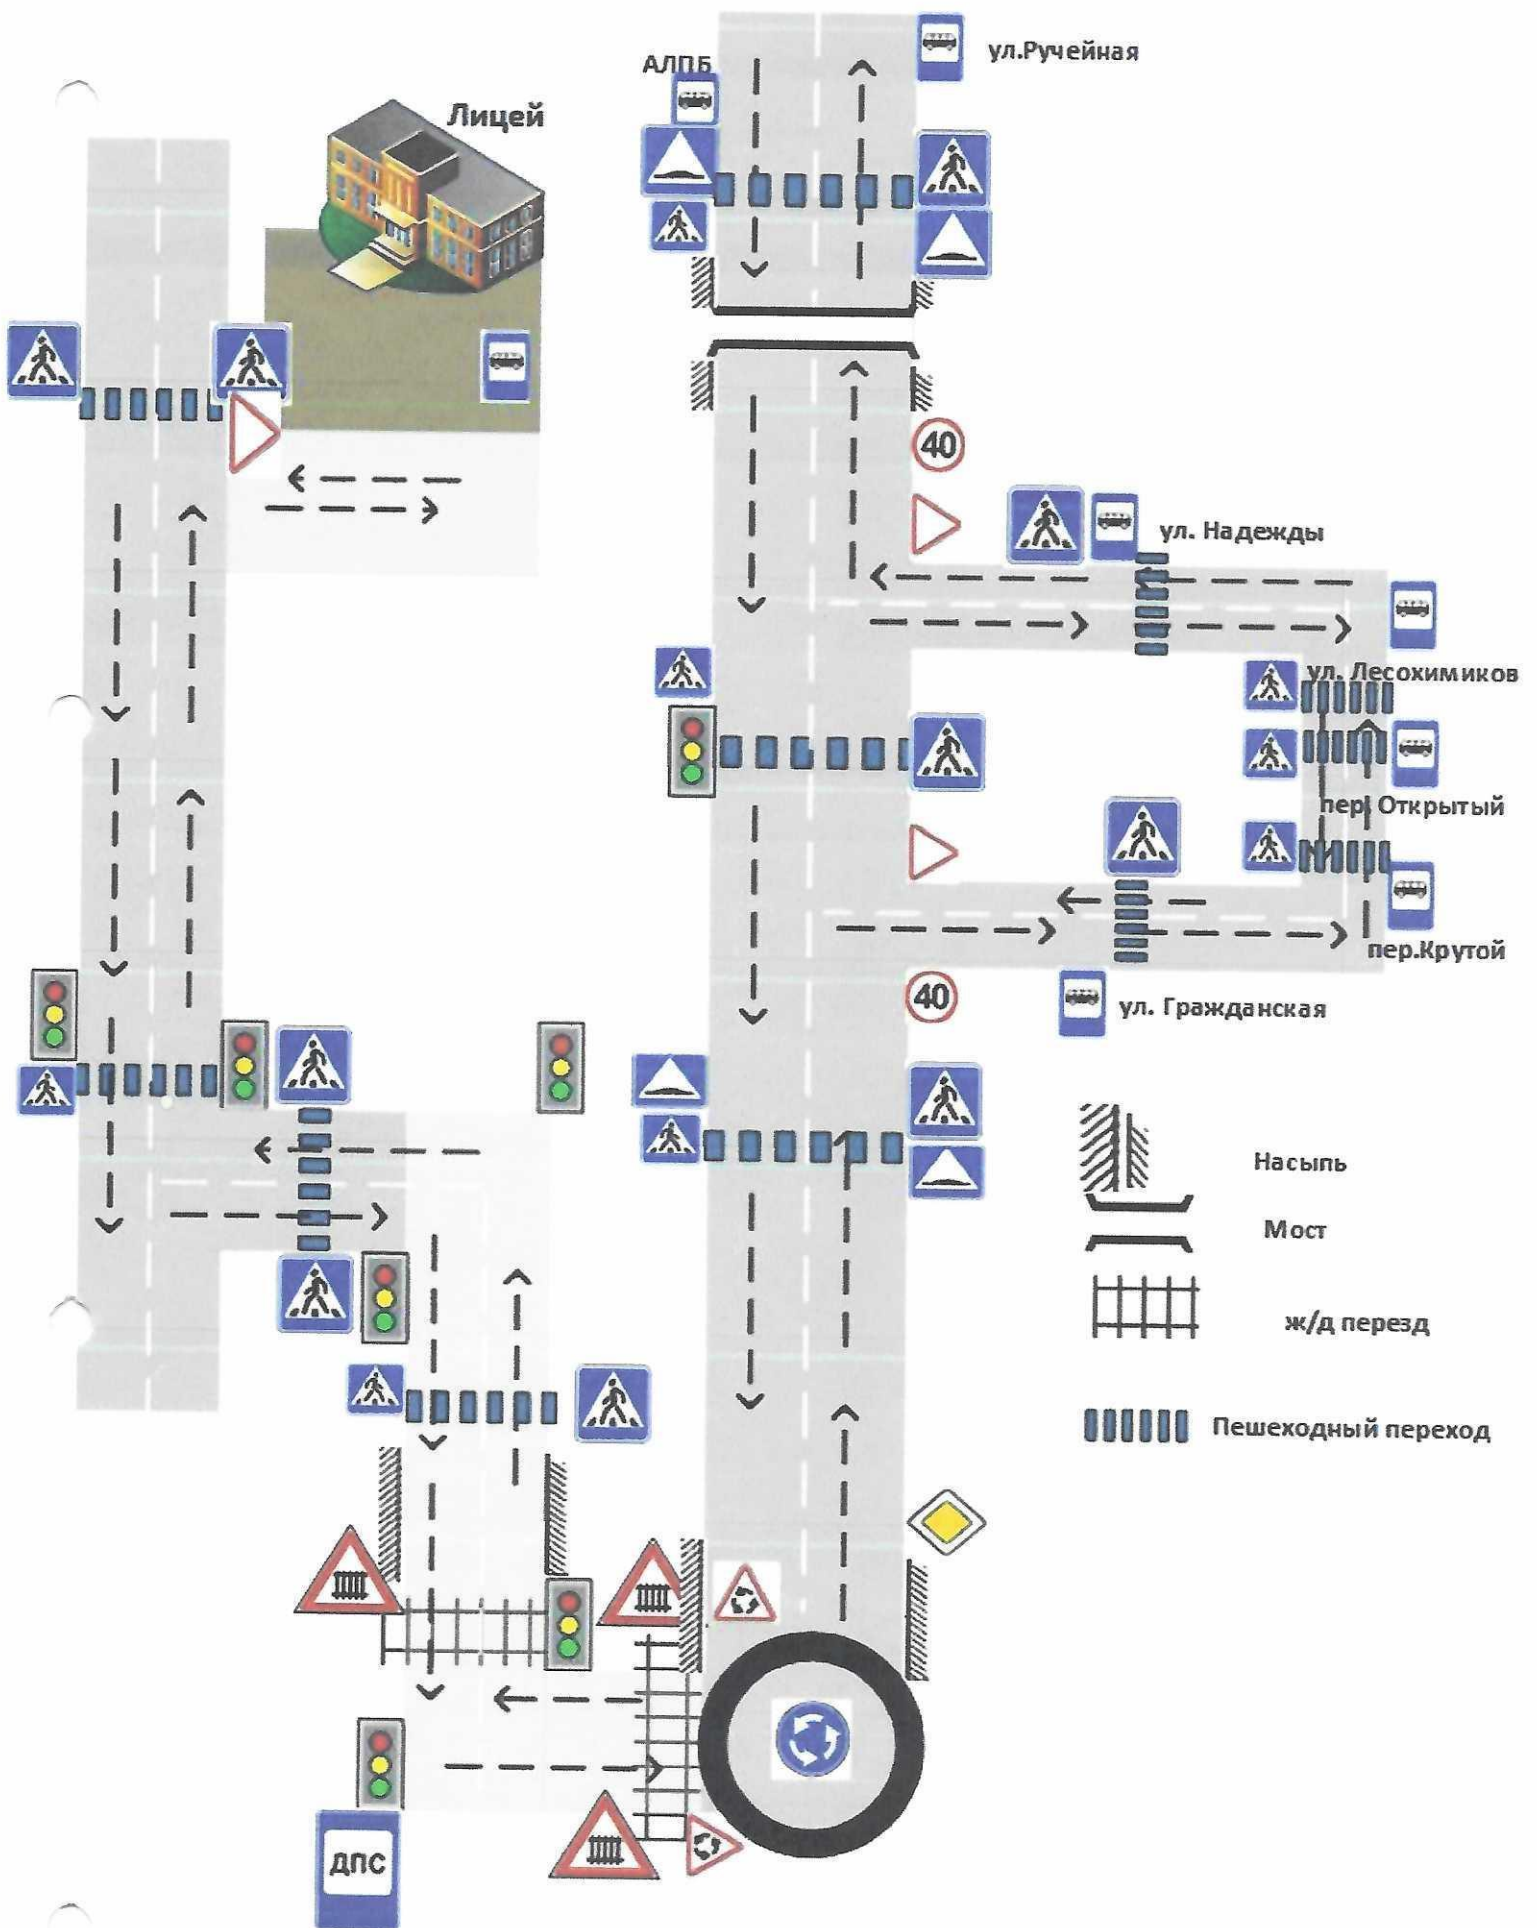 ул.Ручейная
АЛПБ
Лицей
40
ул. Надежды
ул. Лесохимиков
пер. Открытый
пер.Крутой
40
ул. Гражданская
Насыпь
Мост
ж/д перезд
Пешеходный переход
ДПС